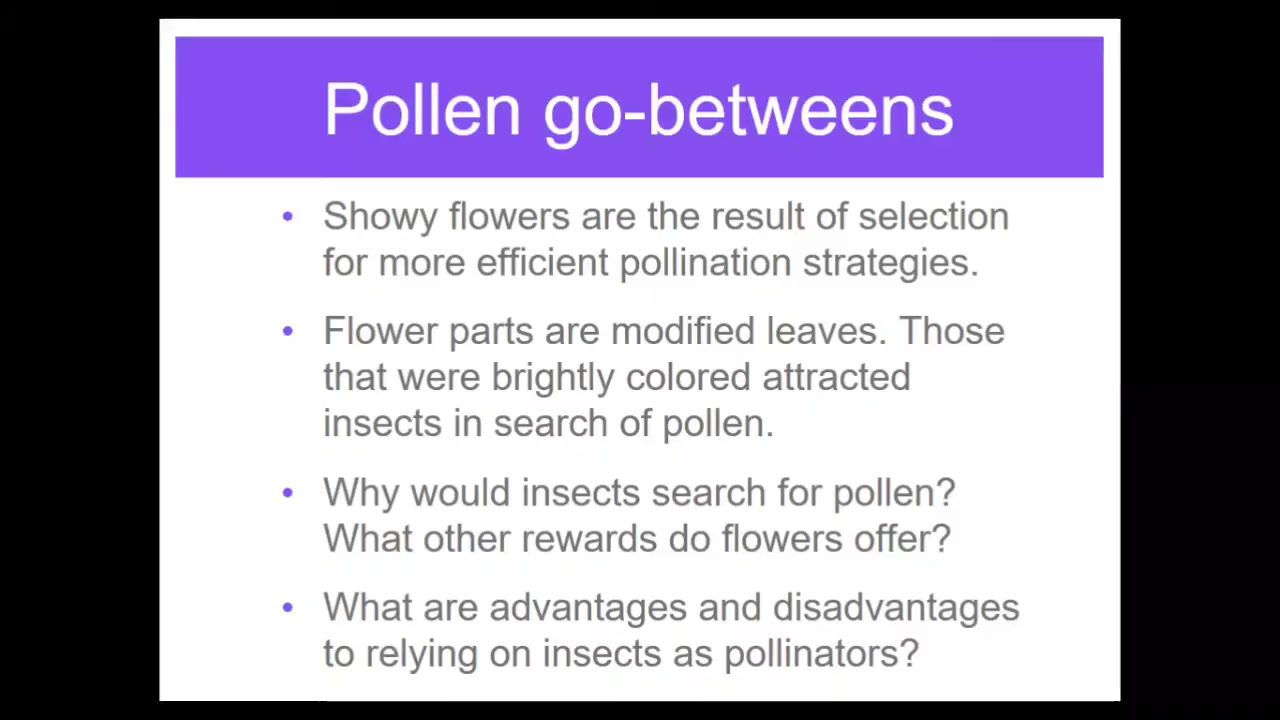 Pollen go-betweens
• Showy flowers are the result of selection
for more efficient pollination strategies.
• Flower parts are modified leaves. Those
that were brightly colored attracted
insects in search of pollen.
• Why would insects search for pollen?
What other rewards do flowers offer?
• What are advantages and disadvantages
to relying on insects as pollinators?